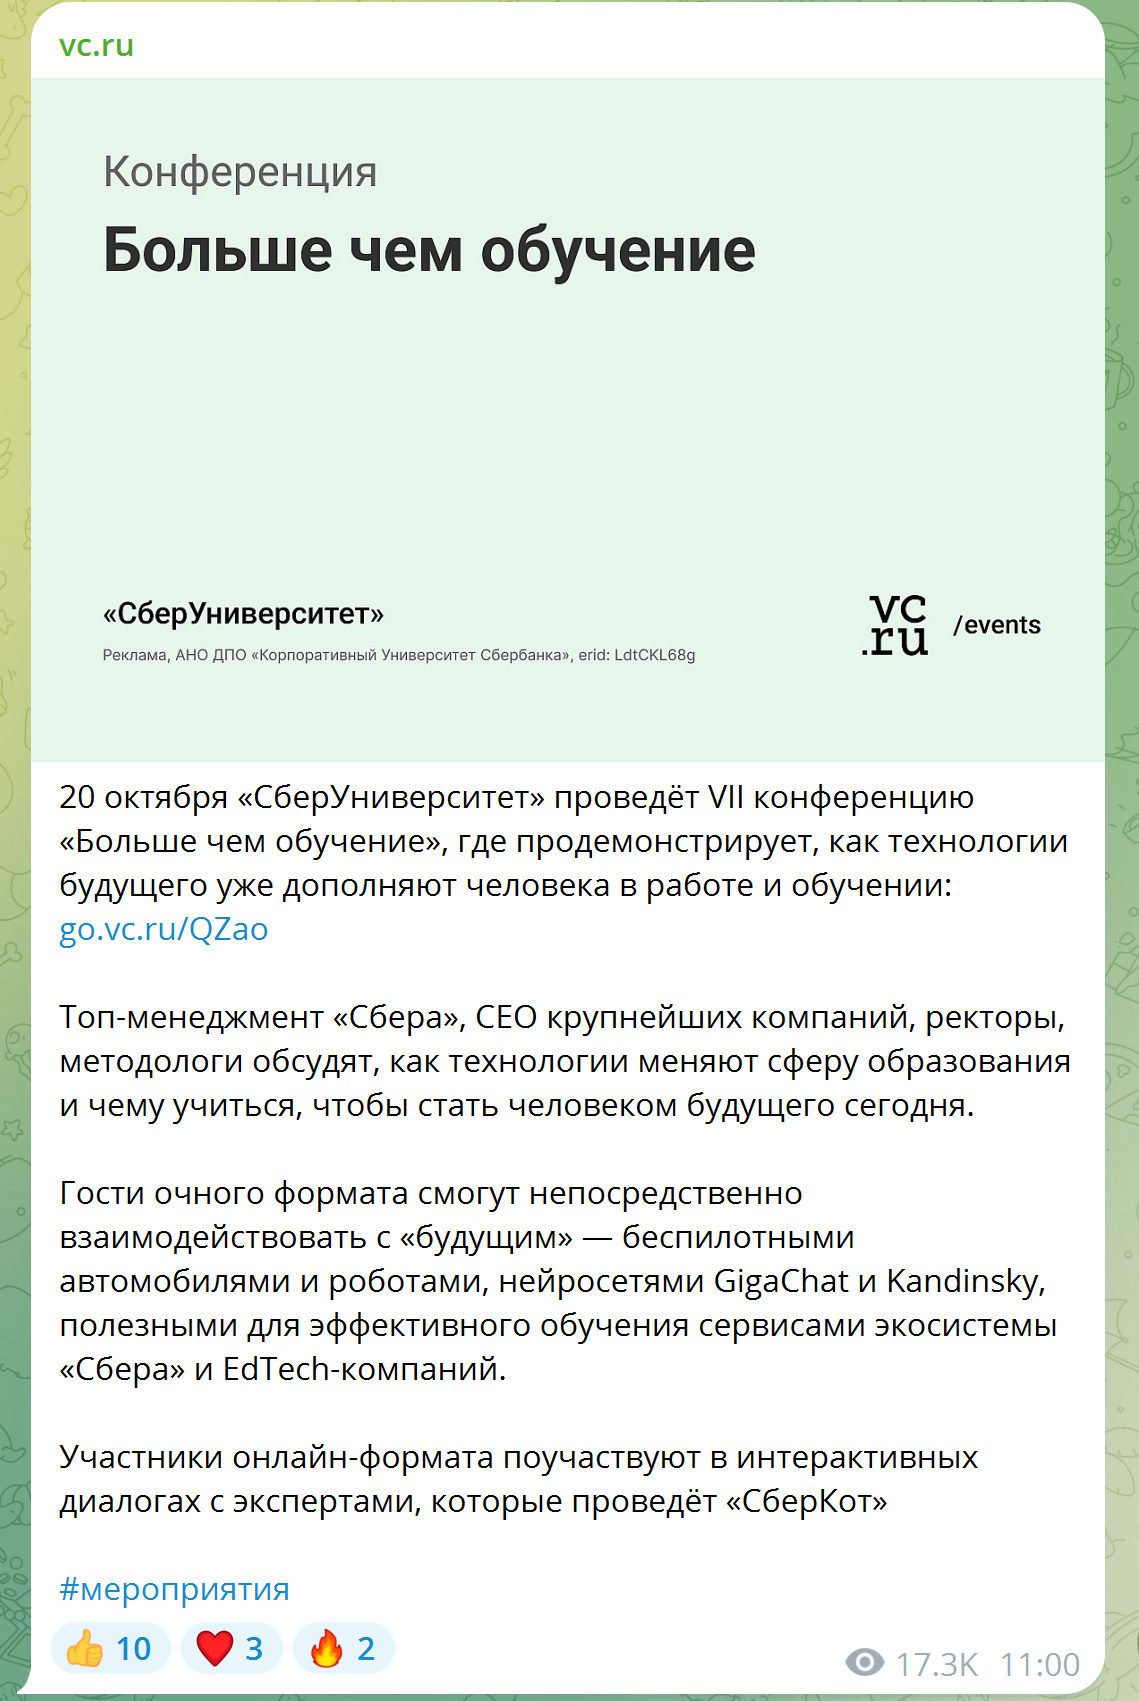 vc.ru
Конференция
Больше чем обучение
«СберУниверситет»
Реклама, АНО ДПО «Корпоративный Университет Сбербанка», erid: LdtCKL68g
vc
.ru
/events
20 октября «СберУниверситет» проведёт VII конференцию
«Больше чем обучение», где продемонстрирует, как технологии
будущего уже дополняют человека в работе и обучении:
go.vc.ru/QZao
Топ-менеджмент «Сбера», CEO крупнейших компаний, ректоры,
методологи обсудят, как технологии меняют сферу образования
и чему учиться, чтобы стать человеком будущего сегодня.
Гости очного формата смогут непосредственно
взаимодействовать с «будущим» — беспилотными
автомобилями и роботами, нейросетями GigaChat и Kandinsky,
полезными для эффективного обучения сервисами экосистемы
«Сбера» и EdTech-компаний.
Участники онлайн-формата поучаствуют в интерактивных
диалогах с экспертами, которые проведёт «СберКот»
#мероприятия
10 3 2
17.3K 11:00